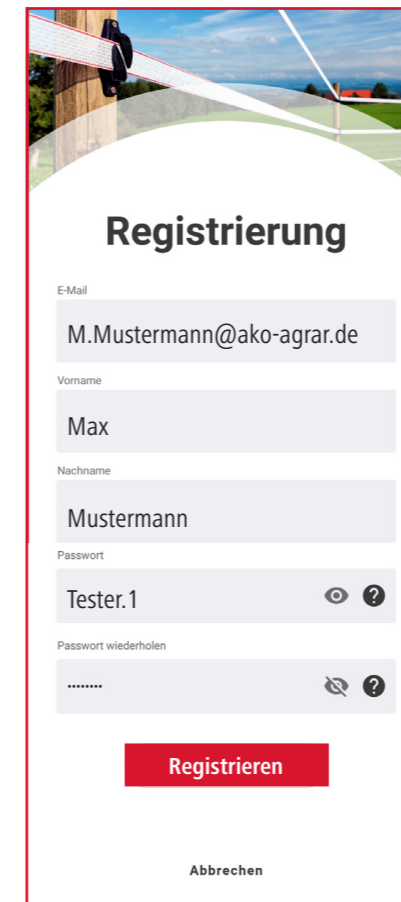 Registrierung
E-Mail
M.Mustermann@ako-agrar.de
Vorname
Max
Nachname
Mustermann
Passwort
Tester.1
Passwort wiederholen
........
Registrieren
Abbrechen